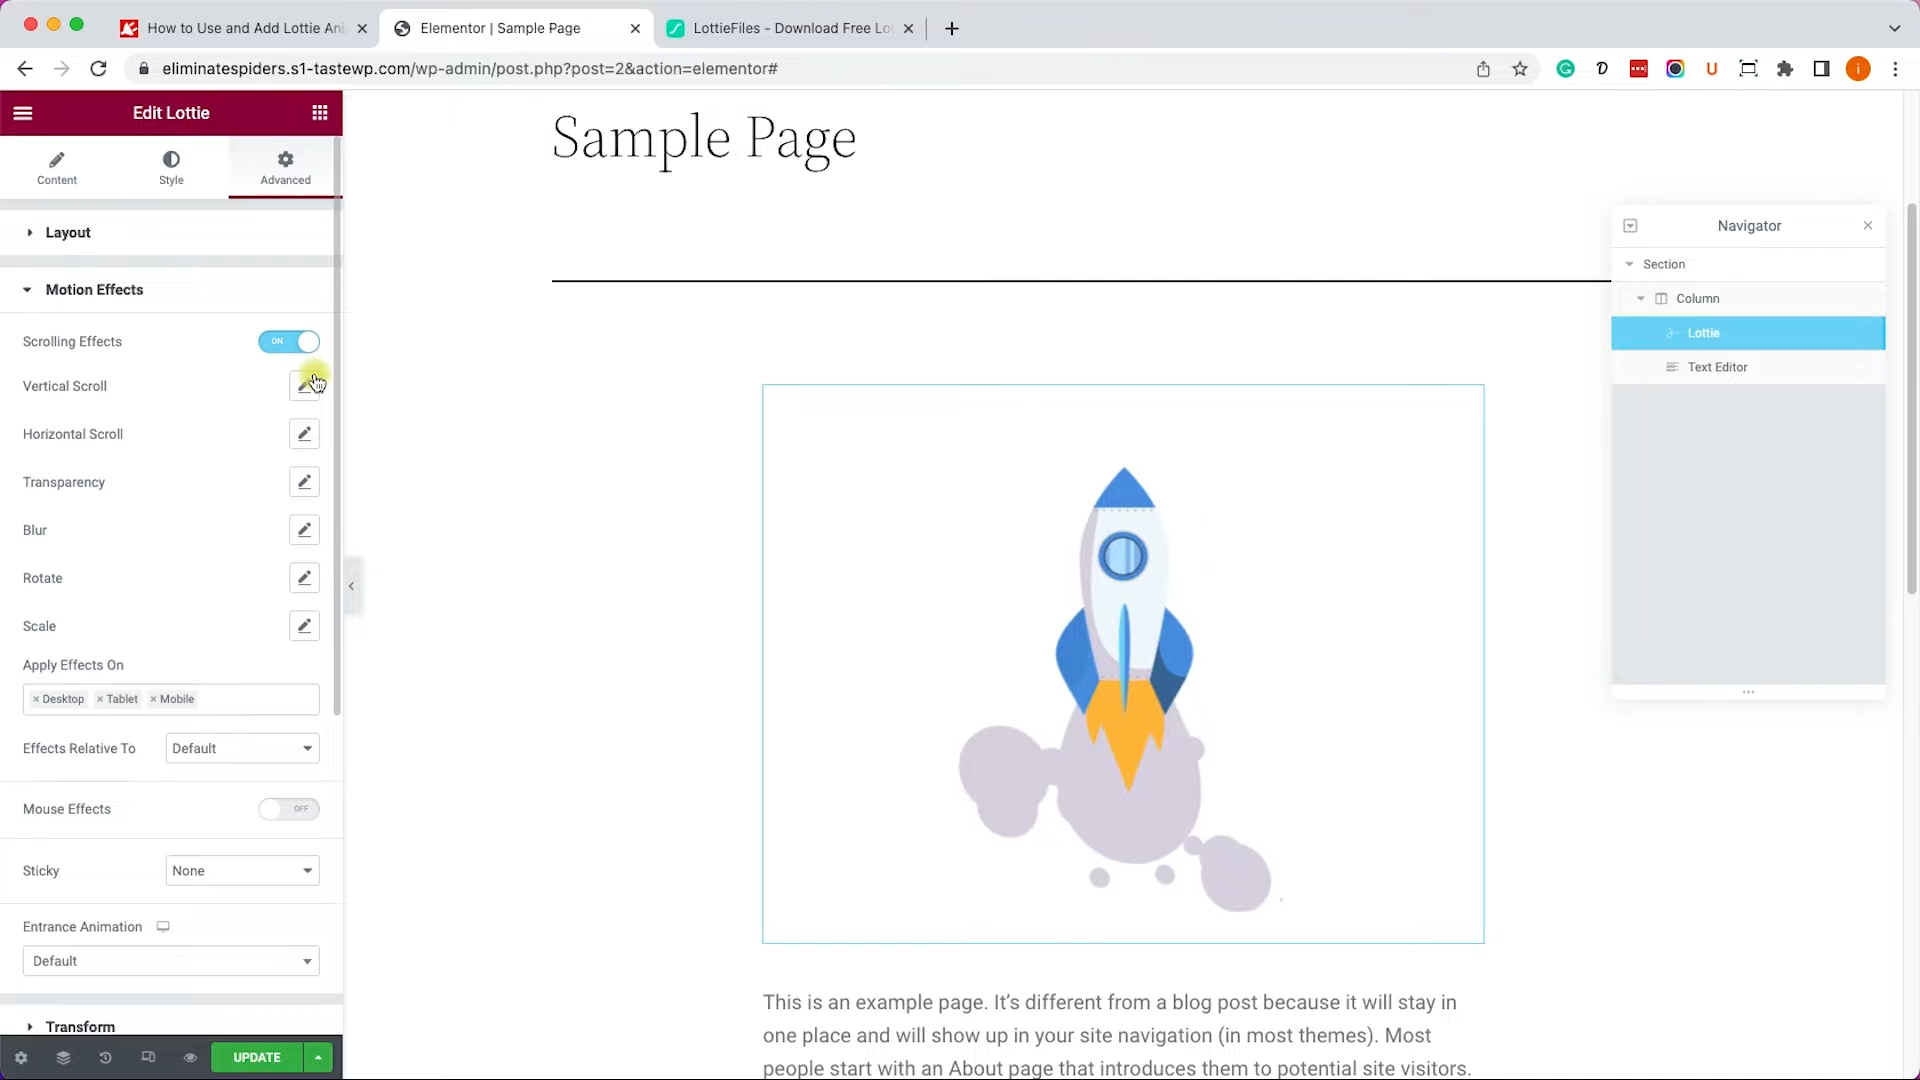 How to Use and Add Lottie Ani
Elementor | Sample Page
LottieFiles - Download Free Lo
eliminatespiders.s1-tastewp.com/wp-admin/post.php?post=2&action=elementor#
Edit Lottie
Content
Style
Advanced
Layout
Motion Effects
Scrolling Effects
ON
Vertical Scroll
Horizontal Scroll
Transparency
Blur
Rotate
Scale
Apply Effects On
× Desktop × Tablet × Mobile
Effects Relative To
Default
Mouse Effects
OFF
Sticky
None
Entrance Animation
Default
Transform
UPDATE
Sample Page
This is an example page. It's different from a blog post because it will stay in
one place and will show up in your site navigation (in most themes). Most
people start with an About page that introduces them to potential site visitors.
Navigator
Section
Column
Lottie
Text Editor